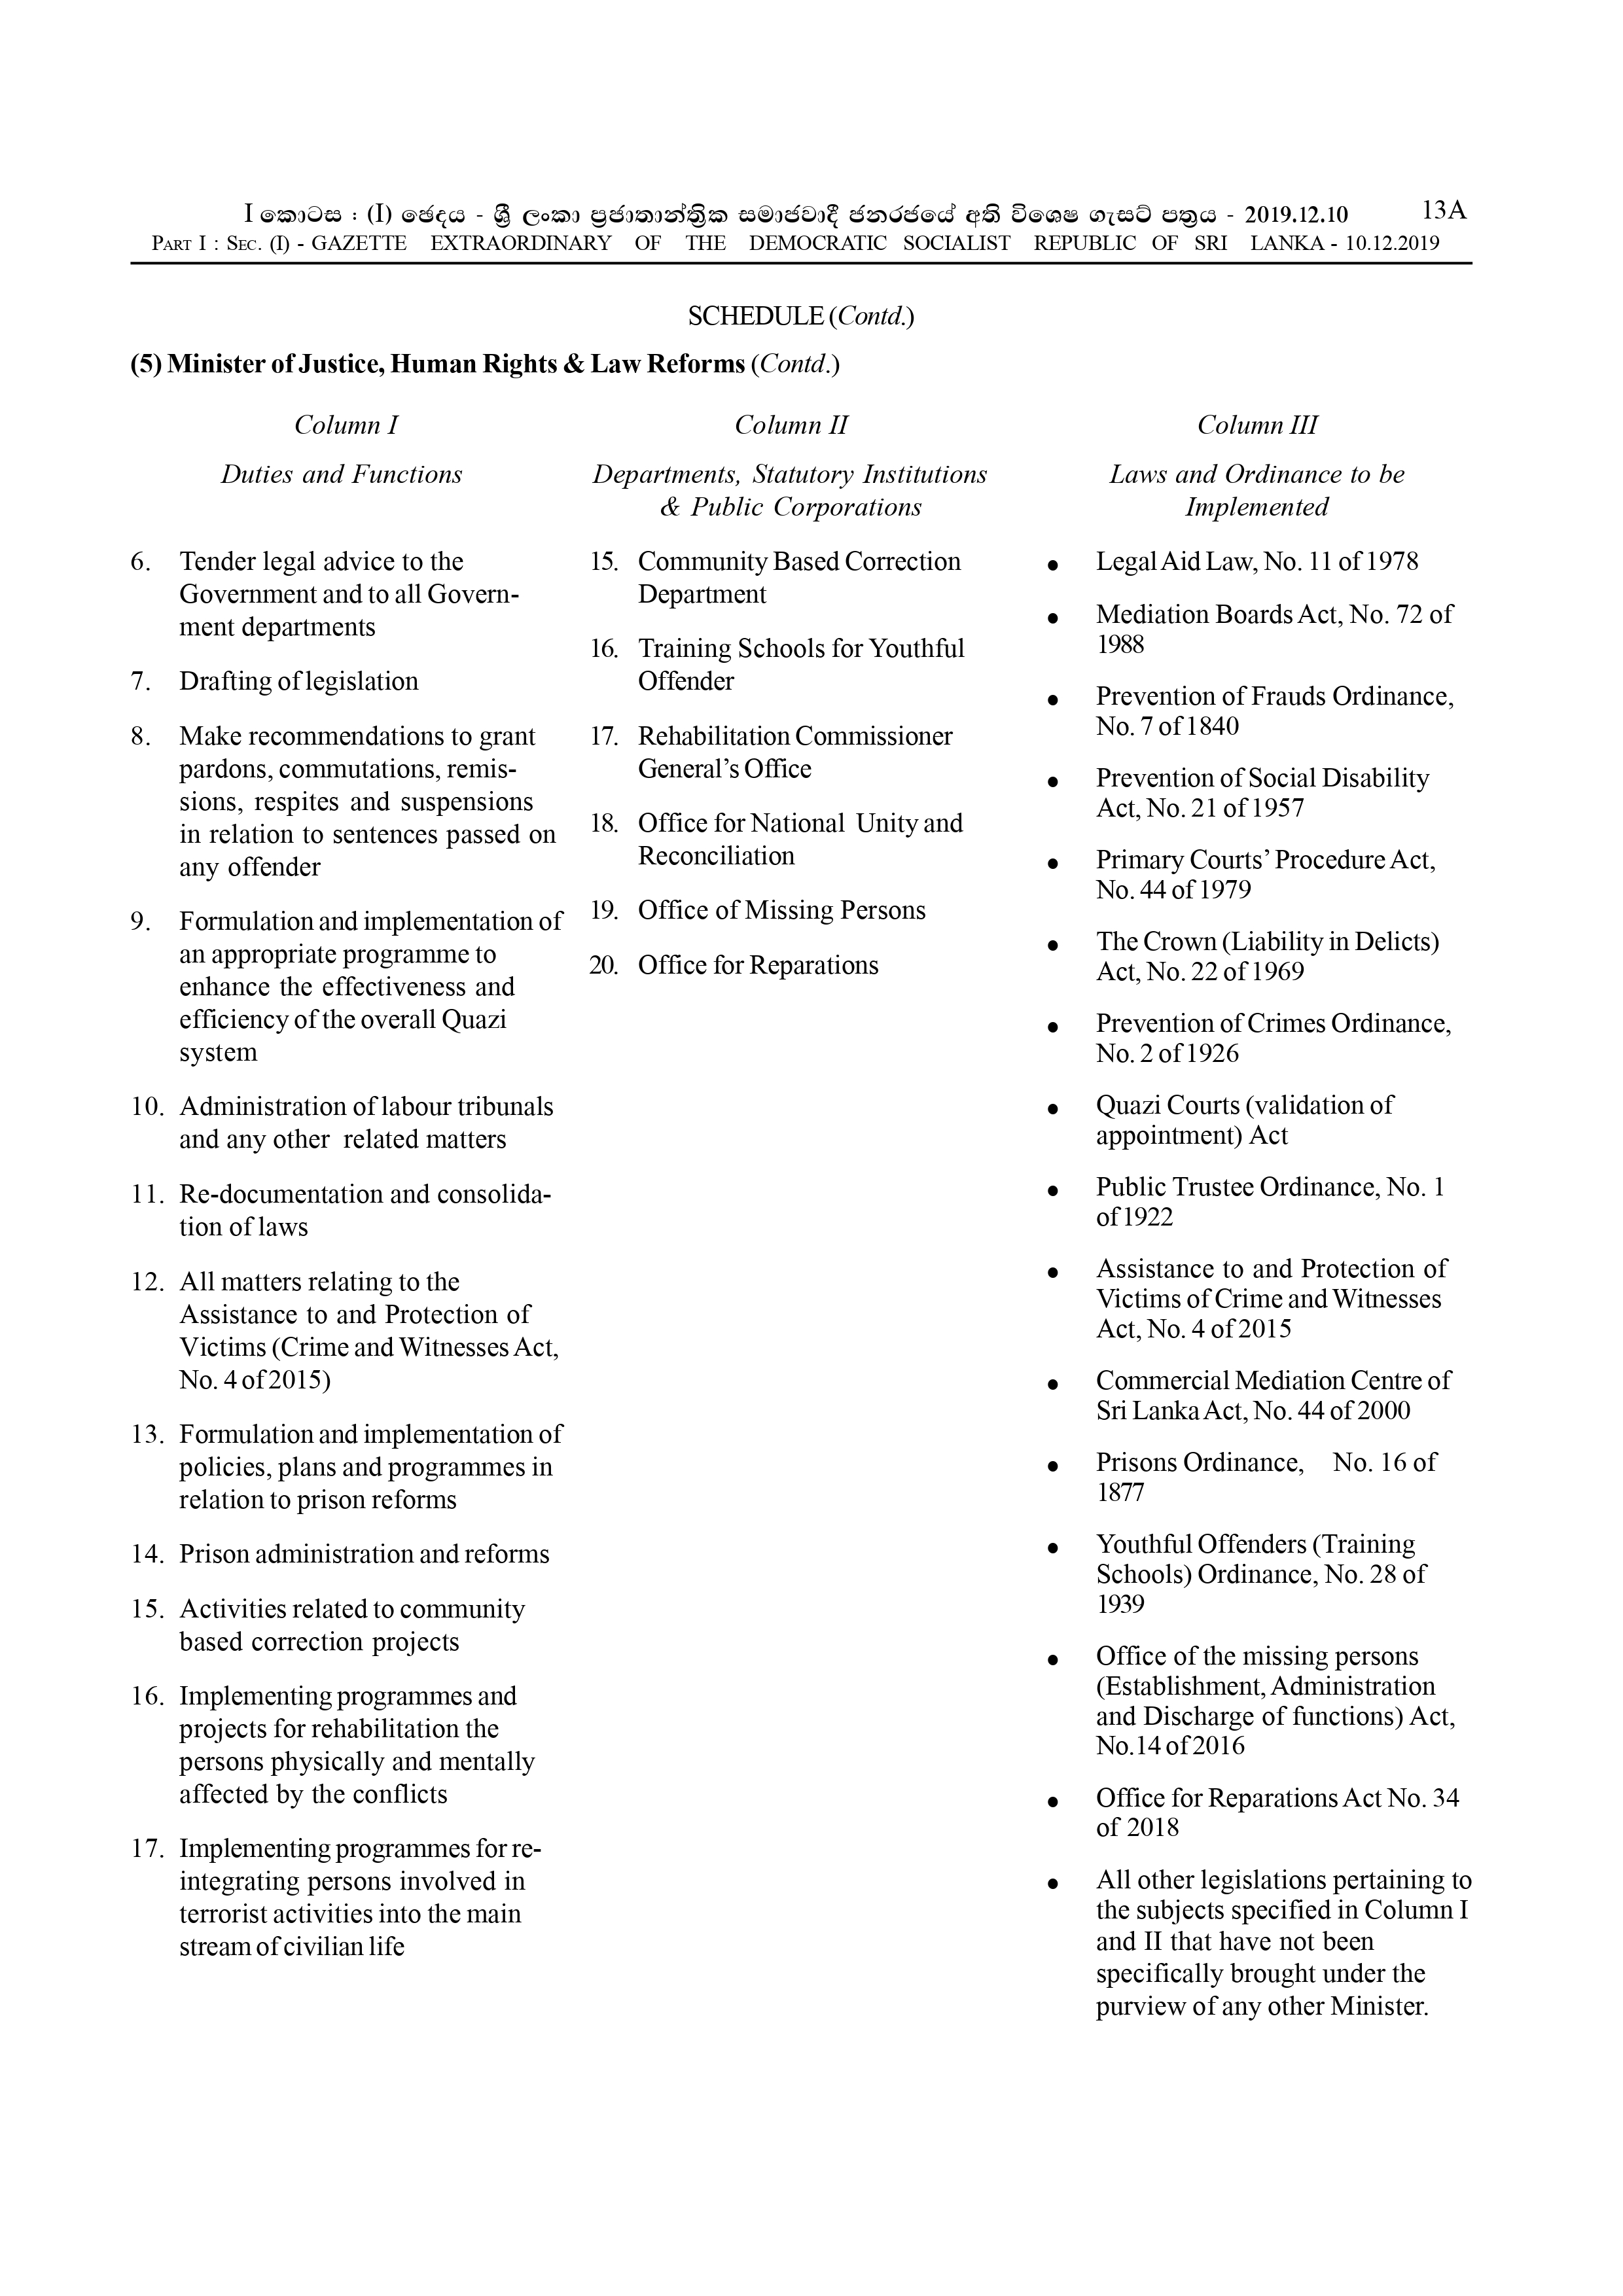 I කොටස : (I) ඡෙදය - ශ්‍රී ලංකා ප්‍රජාතාන්ත්‍රික සමාජවාදී ජනරජයේ අති විශෙෂ ගැසට් පත්‍රය - 2019.12.10
13A
PART I : SEC. (I) - GAZETTE EXTRAORDINARY OF THE DEMOCRATIC SOCIALIST REPUBLIC OF SRI LANKA - 10.12.2019
SCHEDULE (Contd.)
(5) Minister of Justice, Human Rights & Law Reforms (Contd.)
Column I
Duties and Functions
6. Tender legal advice to the
Government and to all Govern-
ment departments
7. Drafting of legislation
8. Make recommendations to grant
pardons, commutations, remis-
sions, respites and suspensions
in relation to sentences passed on
any offender
9. Formulation and implementation of
an appropriate programme to
enhance the effectiveness and
efficiency of the overall Quazi
system
10. Administration of labour tribunals
and any other related matters
11. Re-documentation and consolida-
tion of laws
12. All matters relating to the
Assistance to and Protection of
Victims (Crime and Witnesses Act,
No. 4 of 2015)
13. Formulation and implementation of
policies, plans and programmes in
relation to prison reforms
14. Prison administration and reforms
15. Activities related to community
based correction projects
16. Implementing programmes and
projects for rehabilitation the
persons physically and mentally
affected by the conflicts
17. Implementing programmes for re-
integrating persons involved in
terrorist activities into the main
stream of civilian life
Column II
Departments, Statutory Institutions
& Public Corporations
15. Community Based Correction
Department
16. Training Schools for Youthful
Offender
17. Rehabilitation Commissioner
General’s Office
18. Office for National Unity and
Reconciliation
19. Office of Missing Persons
20. Office for Reparations
Column III
Laws and Ordinance to be
Implemented
● Legal Aid Law, No. 11 of 1978
● Mediation Boards Act, No. 72 of
1988
● Prevention of Frauds Ordinance,
No. 7 of 1840
● Prevention of Social Disability
Act, No. 21 of 1957
● Primary Courts’ Procedure Act,
No. 44 of 1979
● The Crown (Liability in Delicts)
Act, No. 22 of 1969
● Prevention of Crimes Ordinance,
No. 2 of 1926
● Quazi Courts (validation of
appointment) Act
● Public Trustee Ordinance, No. 1
of 1922
● Assistance to and Protection of
Victims of Crime and Witnesses
Act, No. 4 of 2015
● Commercial Mediation Centre of
Sri Lanka Act, No. 44 of 2000
● Prisons Ordinance, No. 16 of
1877
● Youthful Offenders (Training
Schools) Ordinance, No. 28 of
1939
● Office of the missing persons
(Establishment, Administration
and Discharge of functions) Act,
No.14 of 2016
● Office for Reparations Act No. 34
of 2018
● All other legislations pertaining to
the subjects specified in Column I
and II that have not been
specifically brought under the
purview of any other Minister.